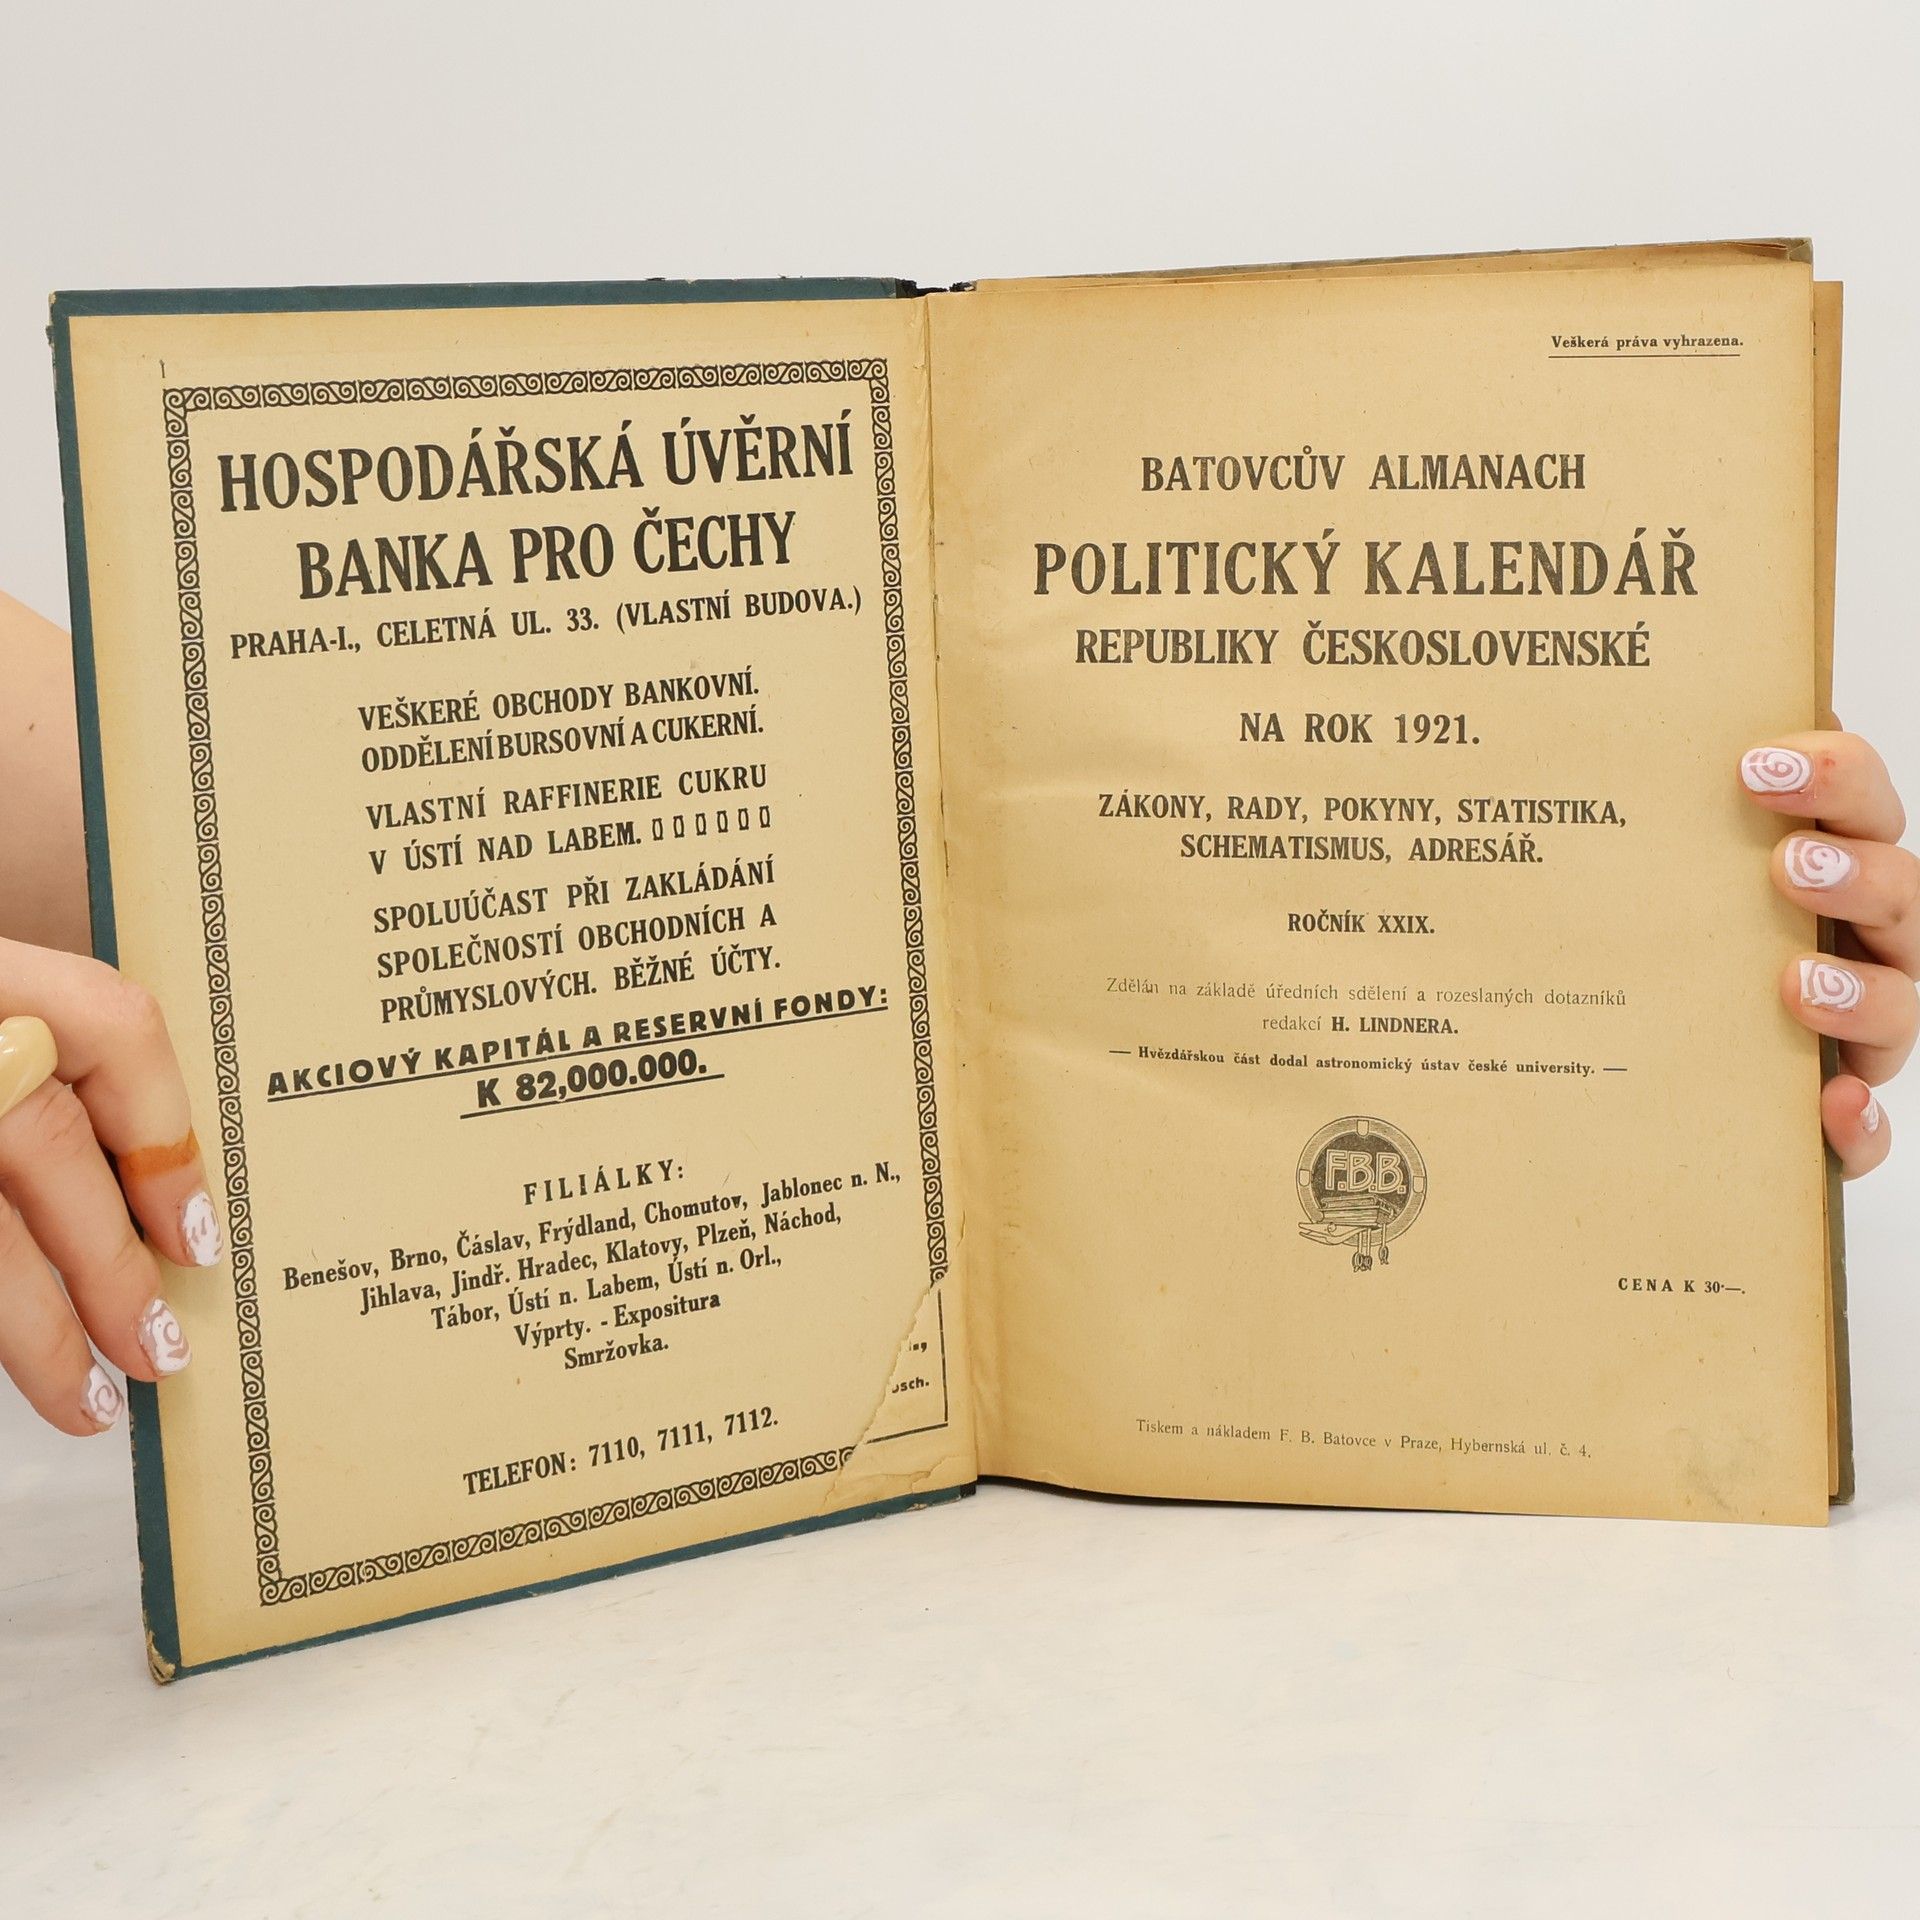 HOSPODÁŘSKÁ ÚVĚRNÍ
BANKA PRO ČECHY
PRAHA-I., CELETNÁ UL. 33. (VLASTNÍ BUDOVA.)
VEŠKERÉ OBCHODY BANKOVNÍ.
ODDĚLENÍ BURSOVNÍ A CUKERNÍ.
VLASTNÍ RAFFINERIE CUKRU
V ÚSTÍ NAD LABEM.
SPOLUÚČAST PŘI ZAKLÁDÁNÍ
SPOLEČNOSTÍ OBCHODNÍCH A
PRŮMYSLOVÝCH. BĚŽNÉ ÚČTY.
AKCIOVÝ KAPITÁL A RESERVNÍ FONDY:
K 82,000.000.
FILIÁLKY:
Benešov, Brno, Čáslav, Frýdland, Chomutov, Jablonec n. N.,
Jihlava, Jindř. Hradec, Klatovy, Plzeň, Náchod,
Tábor, Ústí n. Labem, Ústí n. Orl.,
Výprty. - Expositura
Smržovka.
TELEFON: 7110, 7111, 7112.
Veškerá práva vyhrazena.
BATOVCŮV ALMANACH
POLITICKÝ KALENDÁŘ
REPUBLIKY ČESKOSLOVENSKÉ
NA ROK 1921.
ZÁKONY, RADY, POKYNY, STATISTIKA,
SCHEMATISMUS, ADRESÁŘ.
ROČNÍK XXIX.
Zdělán na základě úředních sdělení a rozeslaných dotazníků
redakcí H. LINDNERA.
— Hvězdářskou část dodal astronomický ústav české university. —
F.B.B.
CENA K 30·—.
Tiskem a nákladem F. B. Batovce v Praze, Hybernská ul. č. 4.